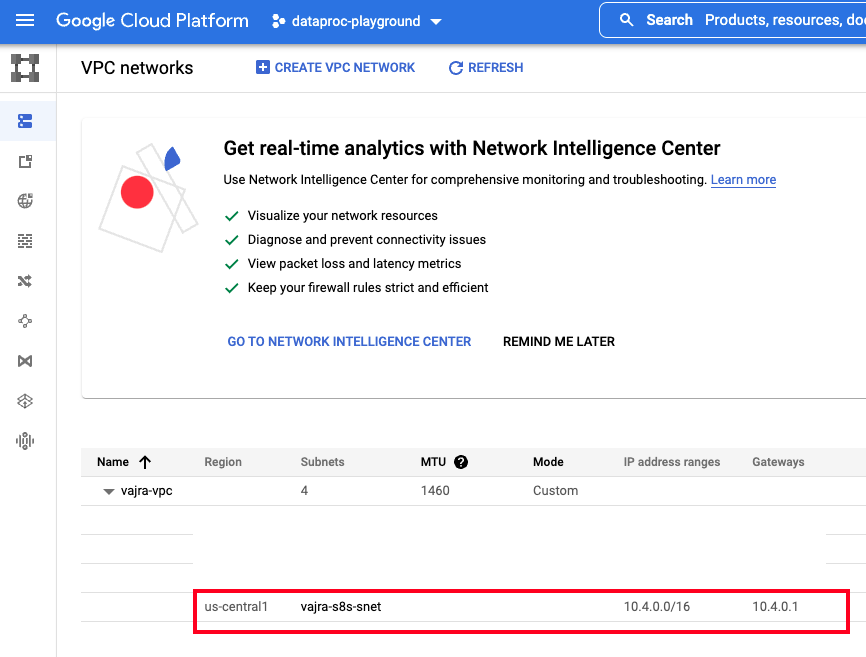 Google Cloud Platform dataproc-playground Search Products, resources, do
VPC networks CREATE VPC NETWORK REFRESH
Get real-time analytics with Network Intelligence Center
Use Network Intelligence Center for comprehensive monitoring and troubleshooting. Learn more
Visualize your network resources
Diagnose and prevent connectivity issues
View packet loss and latency metrics
Keep your firewall rules strict and efficient
GO TO NETWORK INTELLIGENCE CENTER REMIND ME LATER
Name Region Subnets MTU ? Mode IP address ranges Gateways
vajra-vpc 4 1460 Custom
us-central1 vajra-s8s-snet 10.4.0.0/16 10.4.0.1